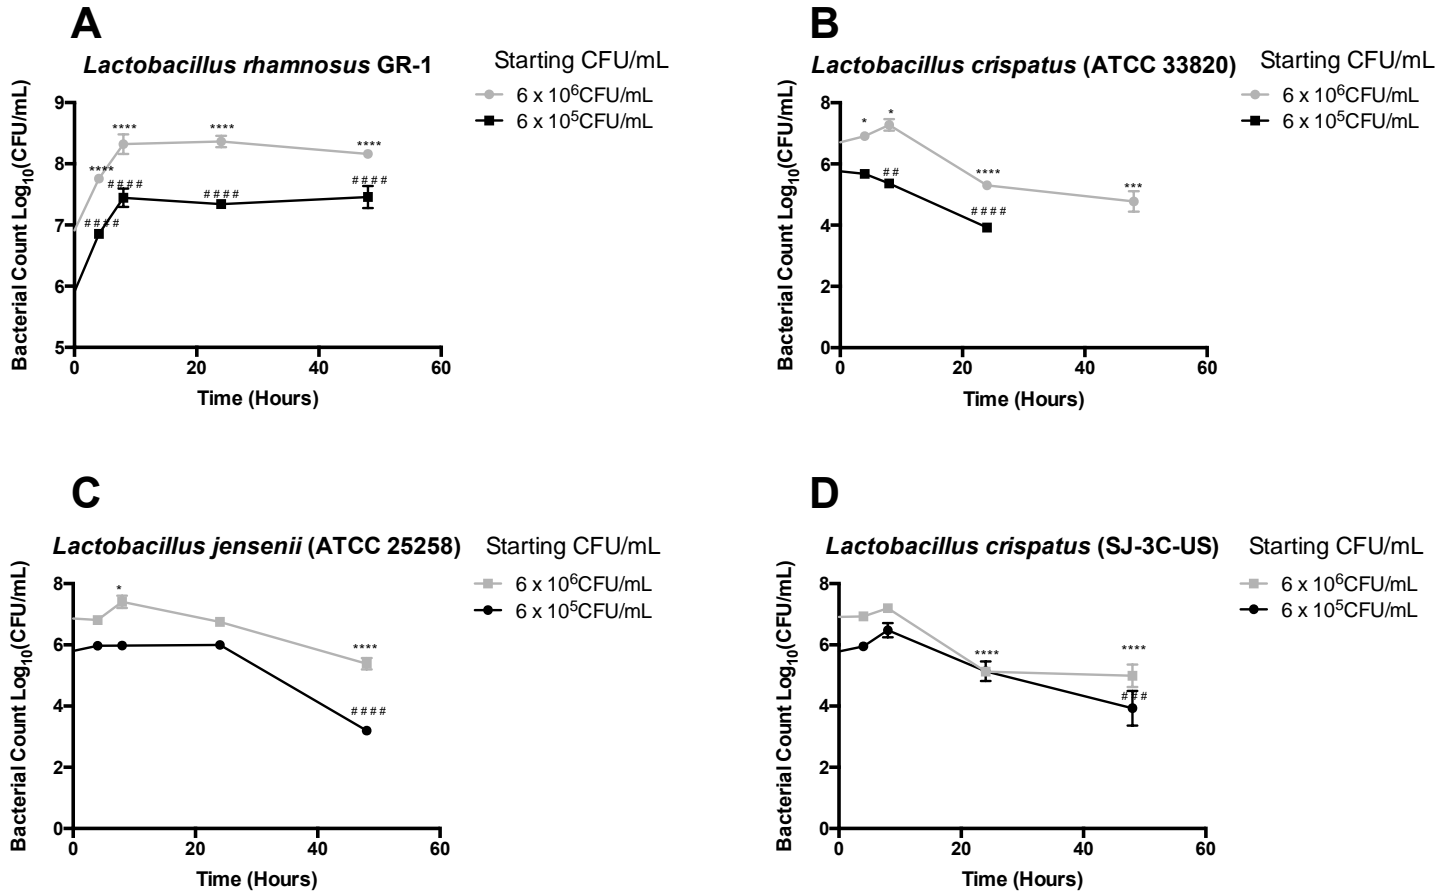 A
Lactobacillus rhamnosus GR-1
Starting CFU/mL
6 x 10⁶CFU/mL
6 x 10⁵CFU/mL
Bacterial Count Log₁₀(CFU/mL)
9
8
7
6
5
****
****
****
****
####
####
####
####
0
20
40
60
Time (Hours)
B
Lactobacillus crispatus (ATCC 33820)
Starting CFU/mL
6 x 10⁶CFU/mL
6 x 10⁵CFU/mL
Bacterial Count Log₁₀(CFU/mL)
8
6
4
2
0
*
*
****
***
##
####
0
20
40
60
Time (Hours)
C
Lactobacillus jensenii (ATCC 25258)
Starting CFU/mL
6 x 10⁶CFU/mL
6 x 10⁵CFU/mL
Bacterial Count Log₁₀(CFU/mL)
8
6
4
2
0
*
****
####
0
20
40
60
Time (Hours)
D
Lactobacillus crispatus (SJ-3C-US)
Starting CFU/mL
6 x 10⁶CFU/mL
6 x 10⁵CFU/mL
Bacterial Count Log₁₀(CFU/mL)
8
6
4
2
0
****
****
###
0
20
40
60
Time (Hours)